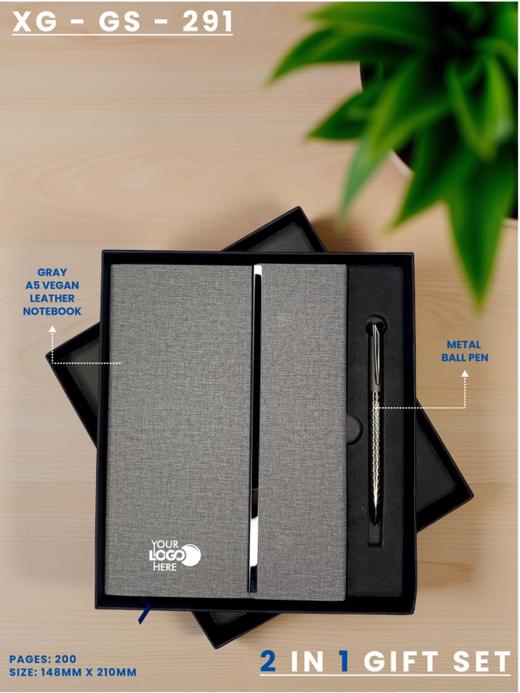 XG - GS - 291
GRAY
A5 VEGAN
LEATHER
NOTEBOOK
METAL
BALL PEN
YOUR
LOGO
HERE
PAGES: 200
SIZE: 148MM X 210MM
2 IN 1 GIFT SET